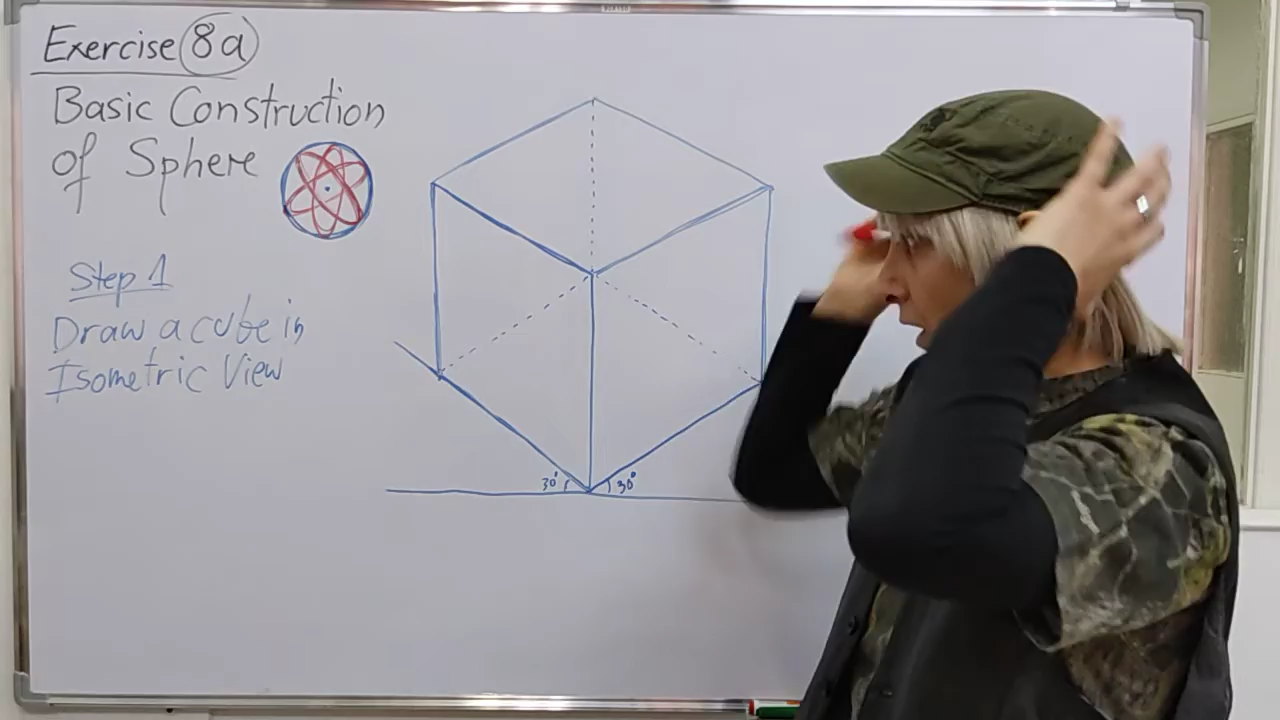 Exercise 8a
Basic Construction
of Sphere
Step 1
Draw a cube in
Isometric View
30° 30°